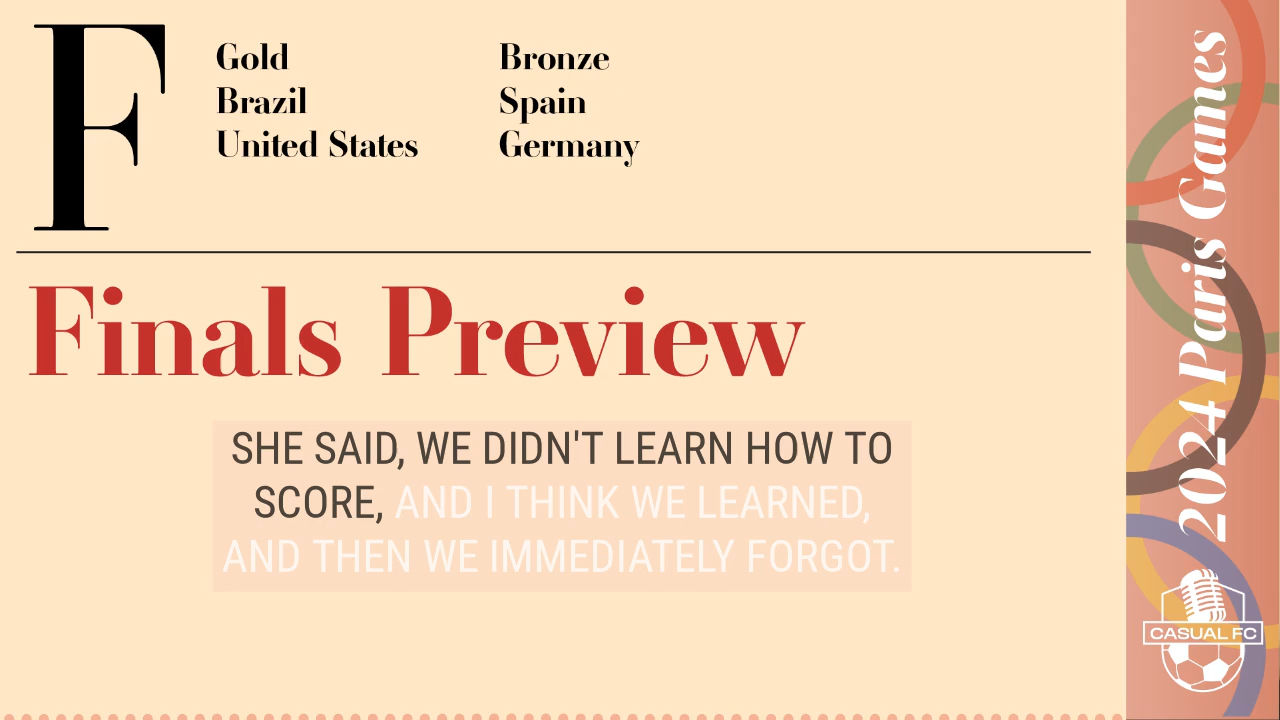 F
Gold
Brazil
United States
Bronze
Spain
Germany
Finals Preview
SHE SAID, WE DIDN'T LEARN HOW TO
SCORE, AND I THINK WE LEARNED,
AND THEN WE IMMEDIATELY FORGOT.
2024 Paris Games
CASUAL FC